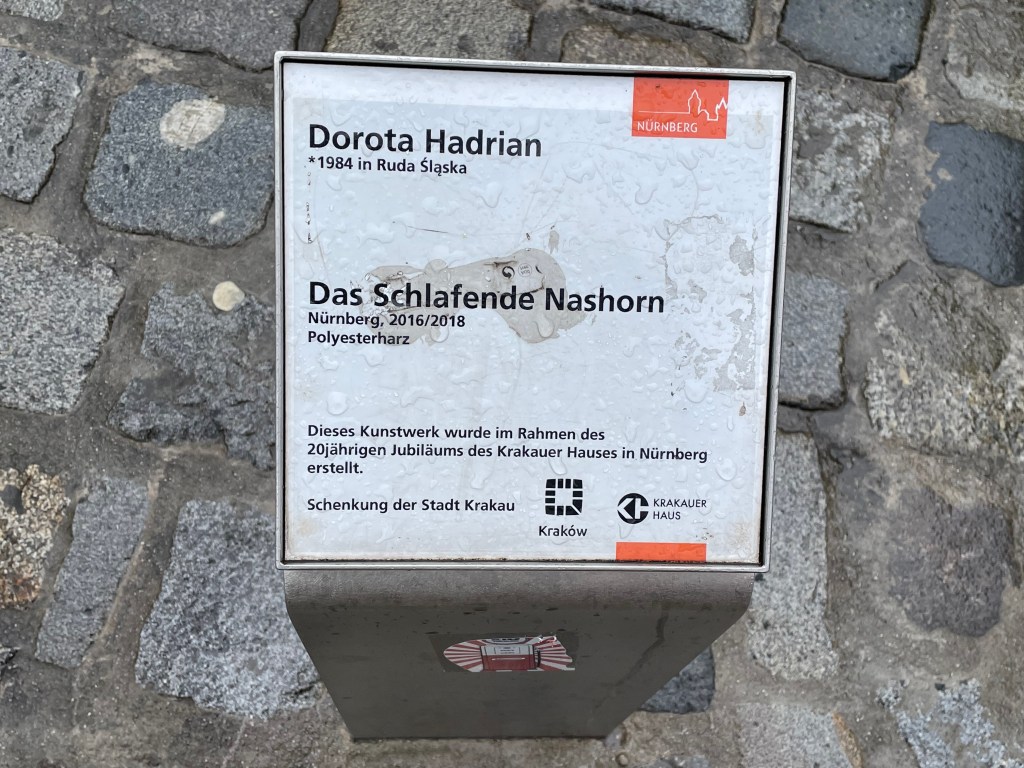 NÜRNBERG
Dorota Hadrian
*1984 in Ruda Śląska
Das Schlafende Nashorn
Nürnberg, 2016/2018
Polyesterharz
Dieses Kunstwerk wurde im Rahmen des
20jährigen Jubiläums des Krakauer Hauses in Nürnberg
erstellt.
Schenkung der Stadt Krakau
Kraków
KRAKAUER
HAUS